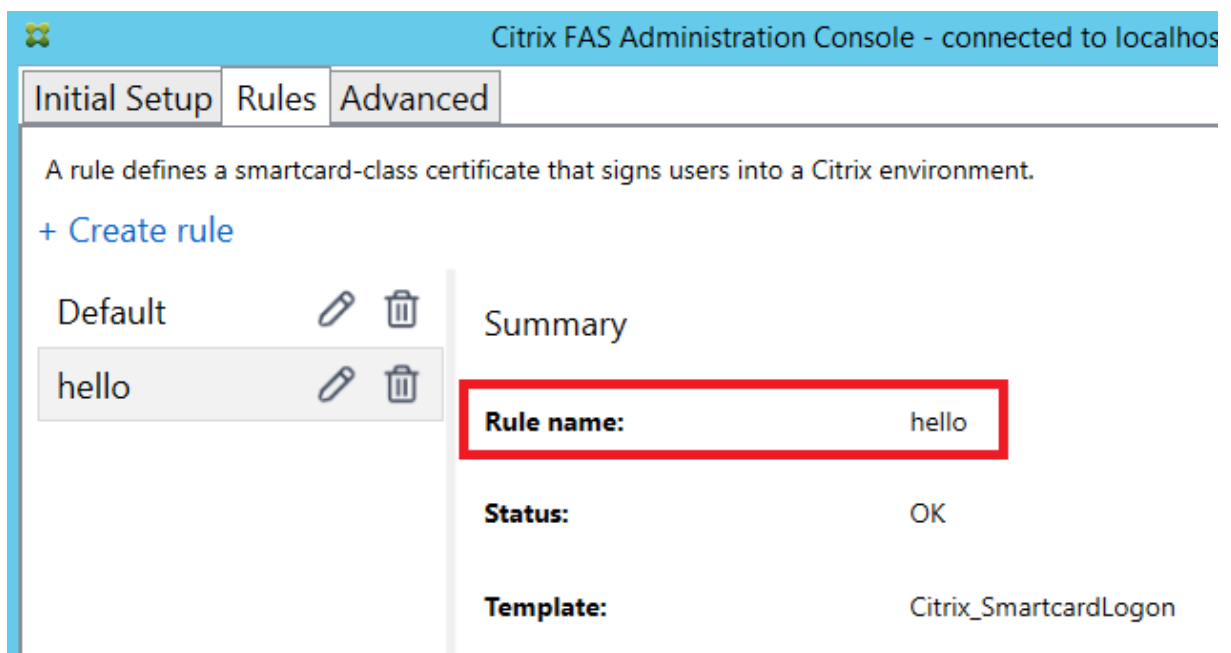 Citrix FAS Administration Console - connected to localhos
Initial Setup Rules Advanced
A rule defines a smartcard-class certificate that signs users into a Citrix environment.
+ Create rule
Default
hello
Summary
Rule name: hello
Status: OK
Template: Citrix_SmartcardLogon